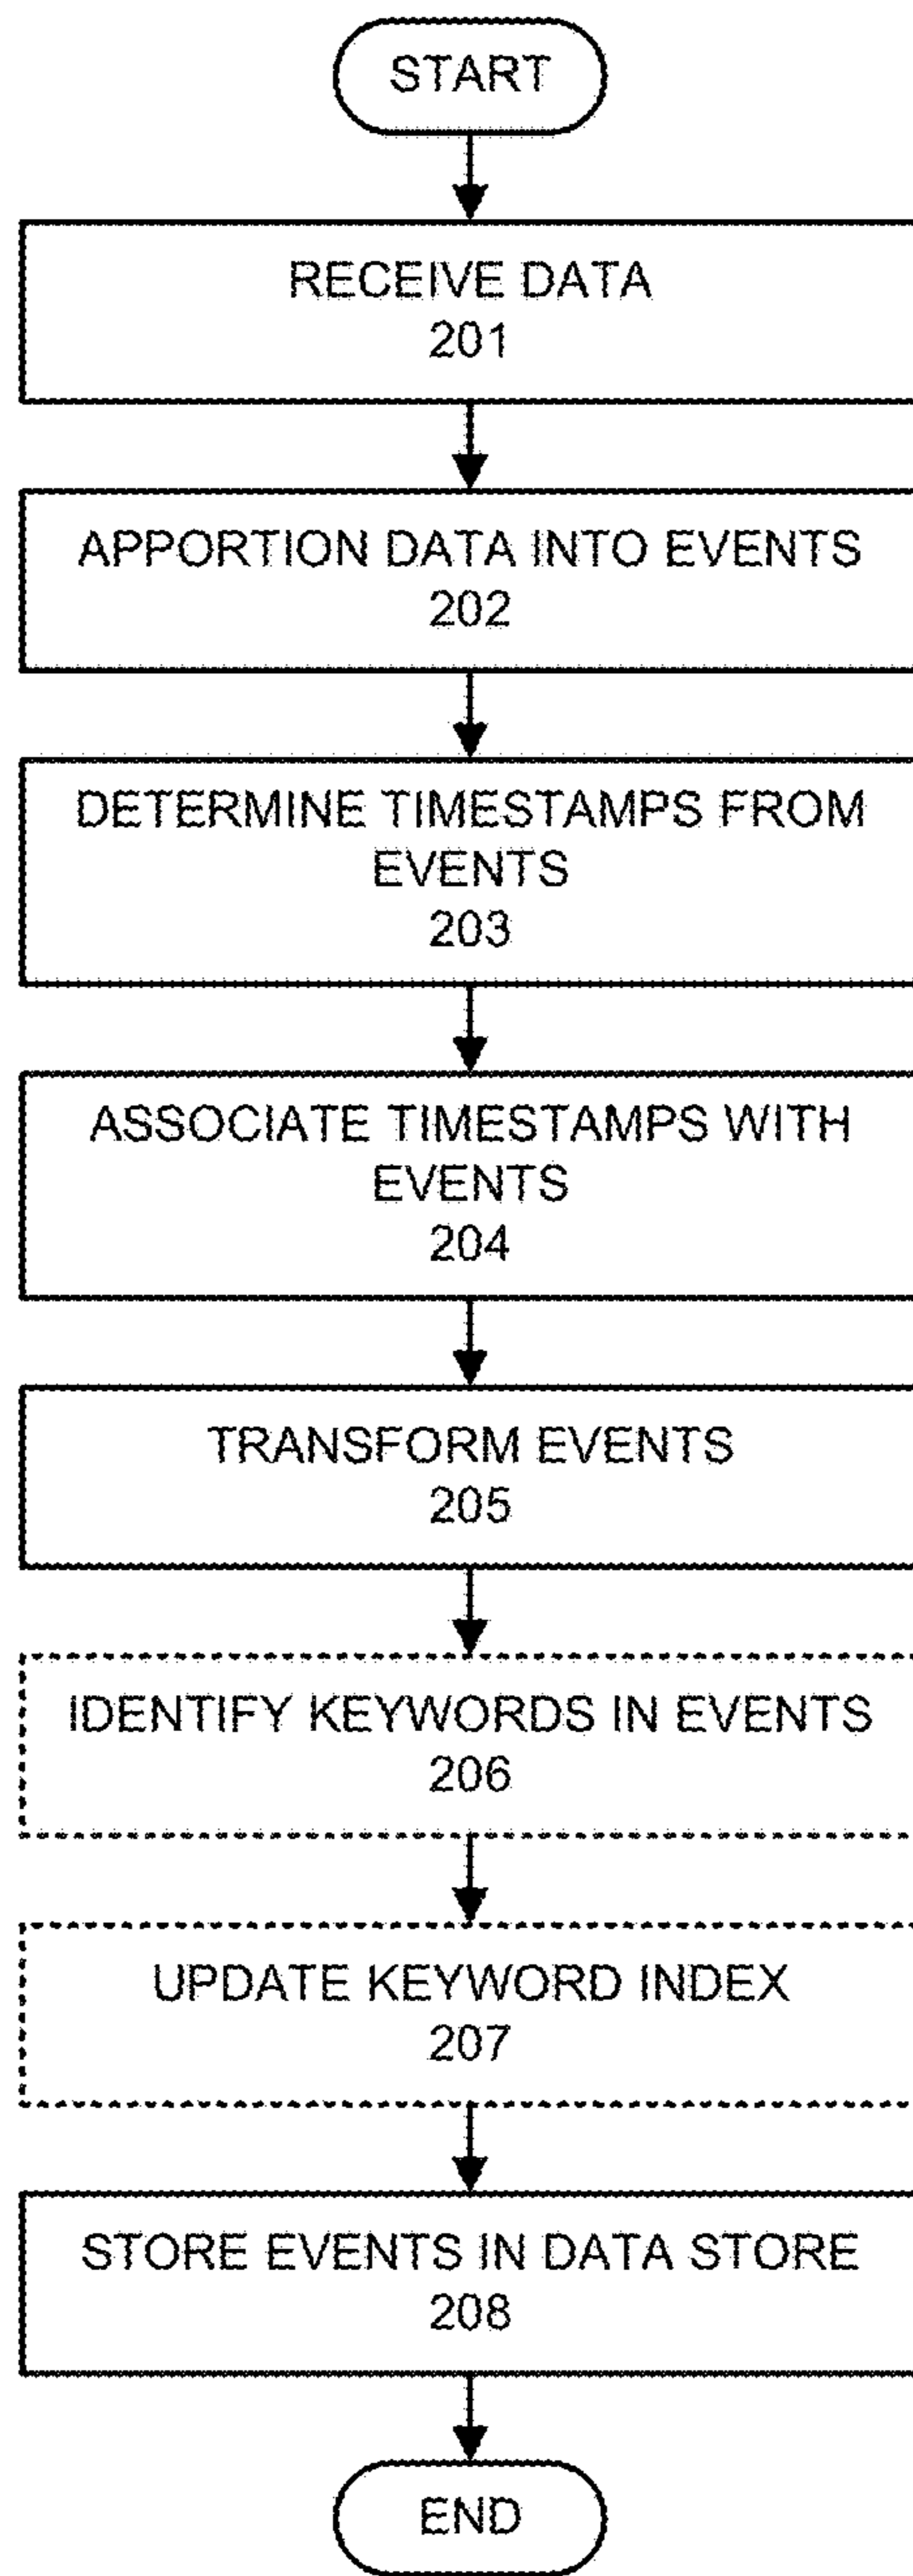 START
RECEIVE DATA
201
APPORTION DATA INTO EVENTS
202
DETERMINE TIMESTAMPS FROM
EVENTS
203
ASSOCIATE TIMESTAMPS WITH
EVENTS
204
TRANSFORM EVENTS
205
IDENTIFY KEYWORDS IN EVENTS
206
UPDATE KEYWORD INDEX
207
STORE EVENTS IN DATA STORE
208
END